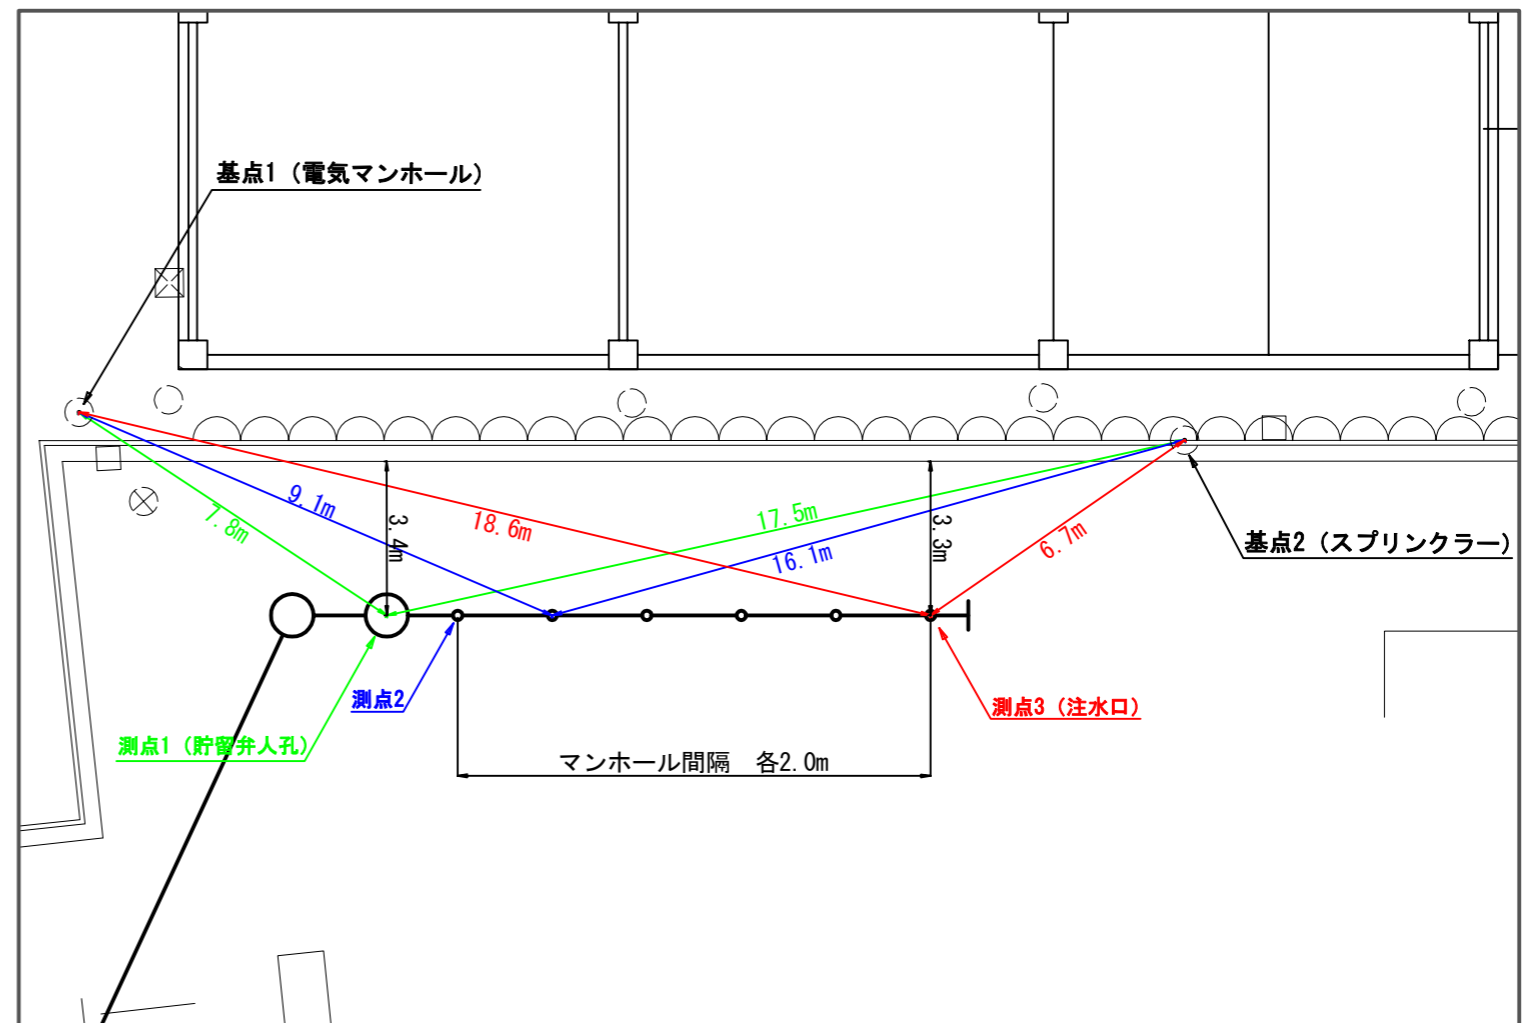 基点1（電気マンホール）
9.1m
7.8m
3.4m
18.6m
17.5m
16.1m
3.3m
6.7m
基点2（スプリンクラー）
測点2
測点3（注水口）
測点1（貯留弁人孔）
マンホール間隔　各2.0m